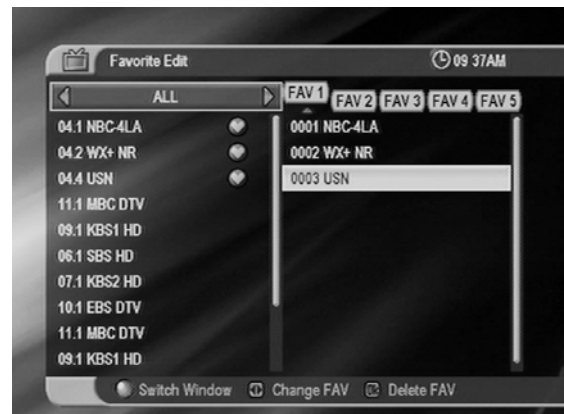 Favorite Edit
09 37AM
ALL
FAV 1 FAV 2 FAV 3 FAV 4 FAV 5
04.1 NBC-4LA
04.2 WX+ NR
04.4 USN
11.1 MBC DTV
09.1 KBS1 HD
06.1 SBS HD
07.1 KBS2 HD
10.1 EBS DTV
11.1 MBC DTV
09.1 KBS1 HD
0001 NBC-4LA
0002 WX+ NR
0003 USN
Switch Window Change FAV Delete FAV